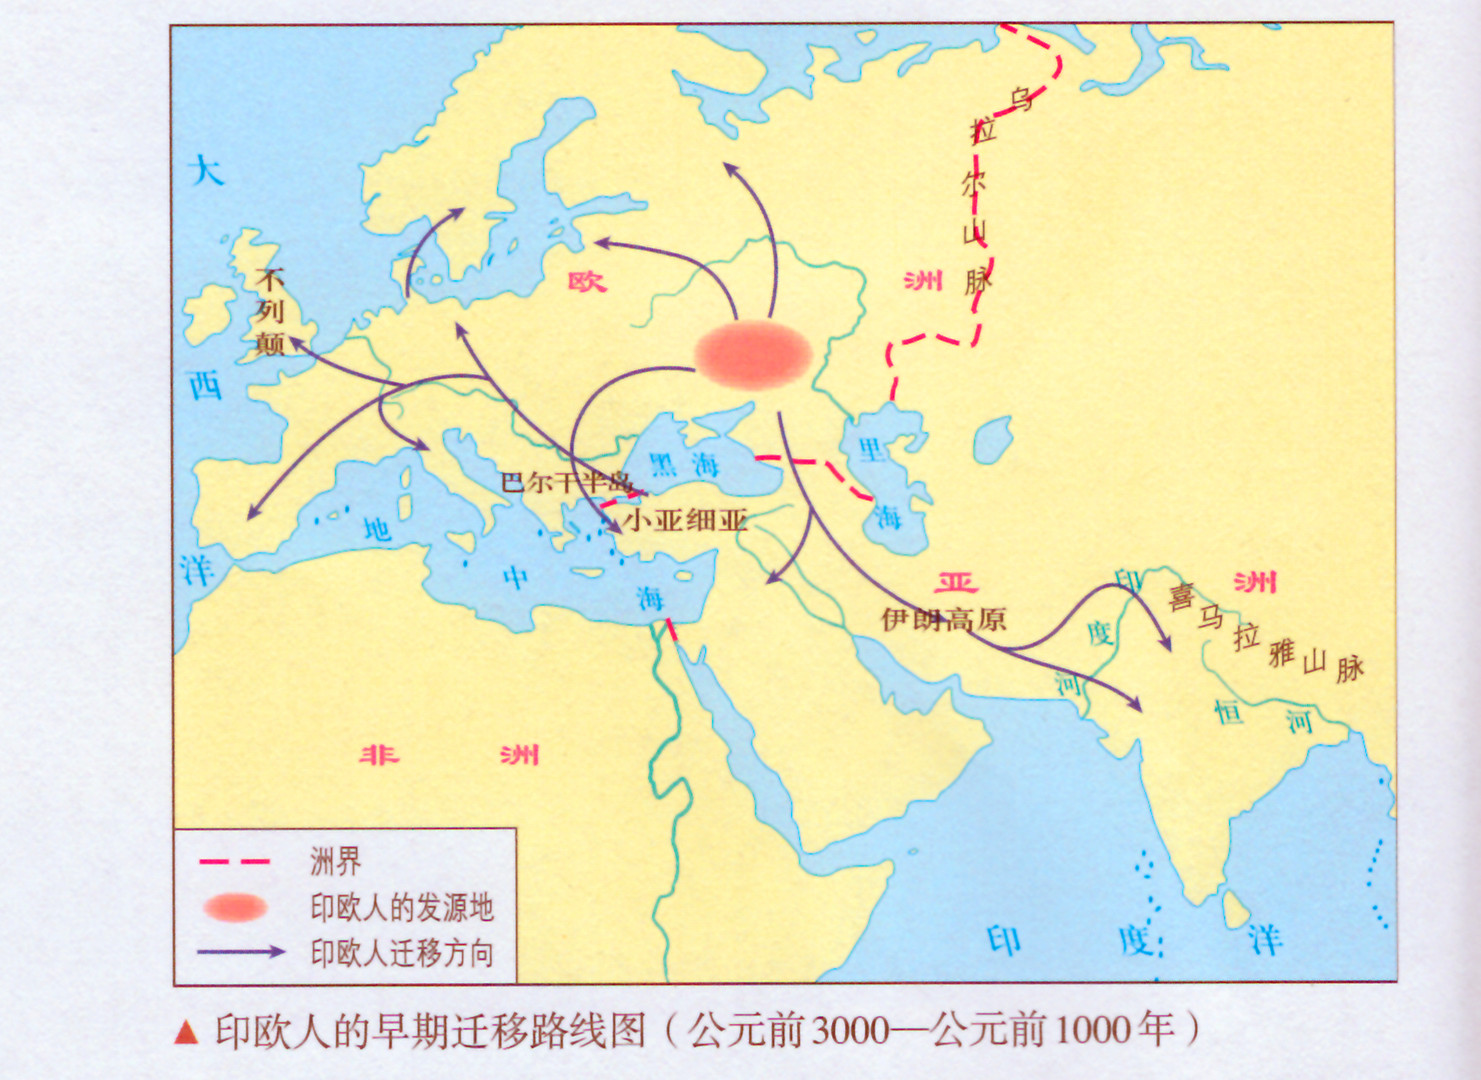 乌拉尔山脉
大西洋
不列颠
欧洲
黑海
里海
巴尔干半岛
小亚细亚
地中海
亚洲
伊朗高原
印度河
喜马拉雅山脉
恒河
非洲
印度洋
洲界
印欧人的发源地
印欧人迁移方向
▲ 印欧人的早期迁移路线图（公元前3000—公元前1000年）